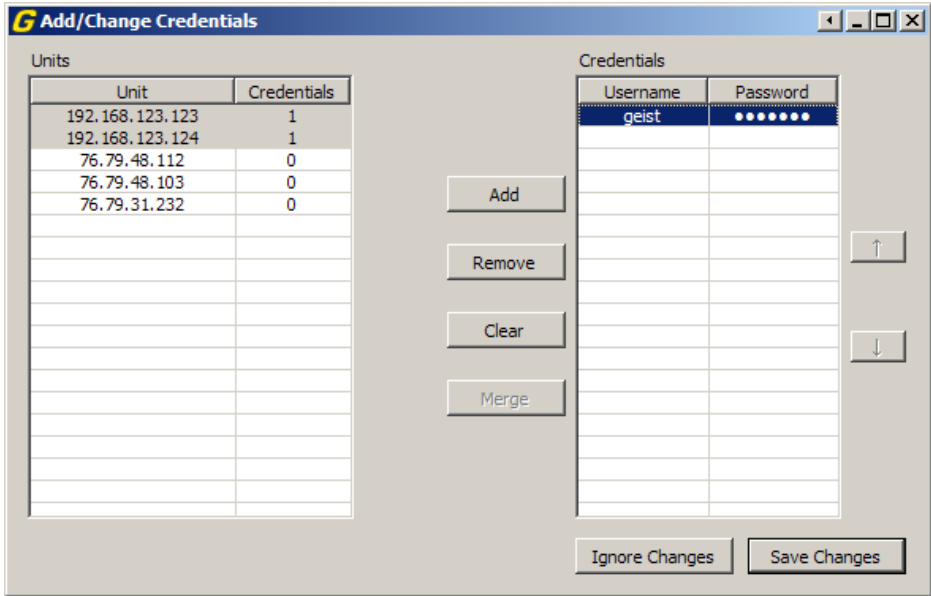 G Add/Change Credentials
Units
Unit Credentials
192.168.123.123 1
192.168.123.124 1
76.79.48.112 0
76.79.48.103 0
76.79.31.232 0
Add
Remove
Clear
Merge
Credentials
Username Password
geist ●●●●●●●
↑
↓
Ignore Changes Save Changes